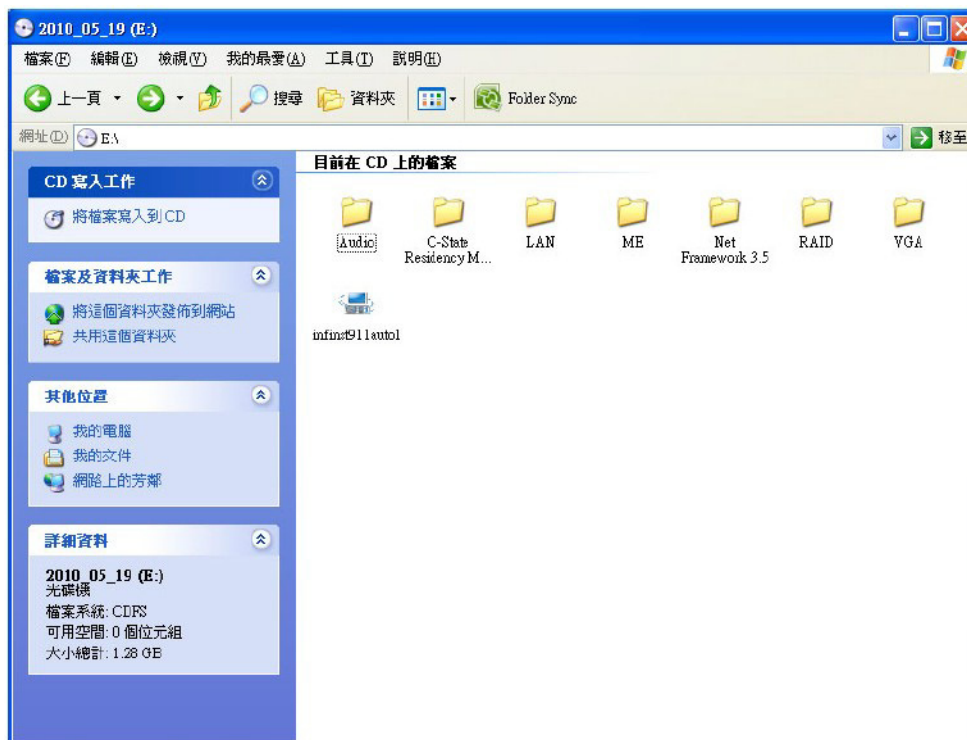 2010_05_19 (E:)
檔案(F) 編輯(E) 檢視(V) 我的最愛(A) 工具(T) 說明(H)
上一頁 搜尋 資料夾 Folder Sync
網址(D) E:\ 移至
CD 寫入工作
將檔案寫入到 CD
檔案及資料夾工作
將這個資料夾發佈到網站
共用這個資料夾
其他位置
我的電腦
我的文件
網路上的芳鄰
詳細資料
2010_05_19 (E:)
光碟機
檔案系統: CDFS
可用空間: 0 個位元組
大小總計: 1.28 GB
目前在 CD 上的檔案
Audio
C-State
Residency M...
LAN
ME
Net
Framework 3.5
RAID
VGA
infinst911autol